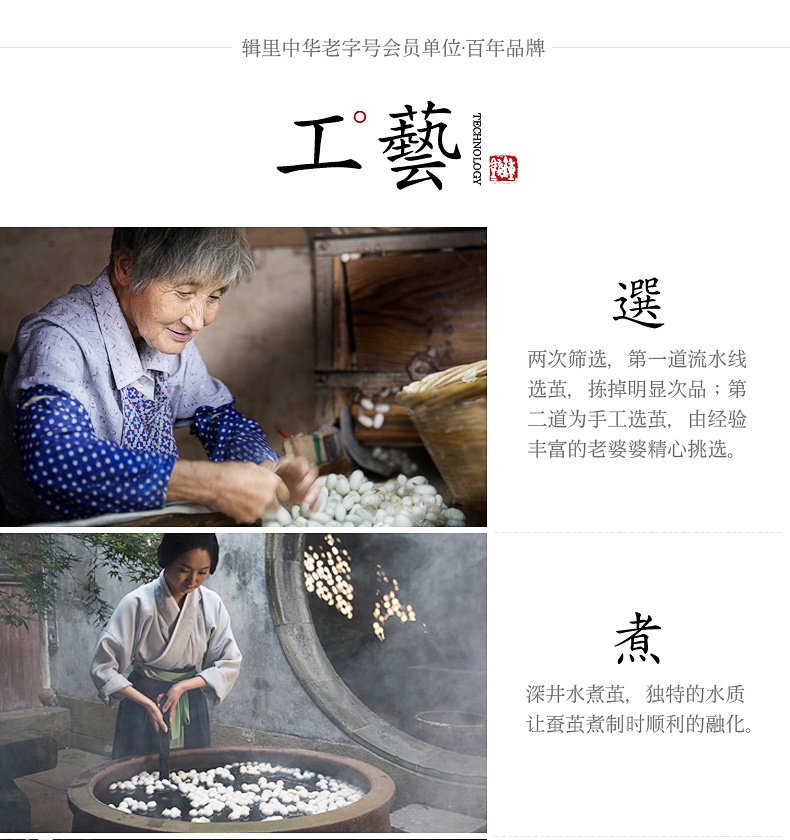 辑里中华老字号会员单位·百年品牌
工藝
TECHNOLOGY
選
两次筛选，第一道流水线
选茧，拣掉明显次品；第
二道为手工选茧，由经验
丰富的老婆婆精心挑选。
煮
深井水煮茧，独特的水质
让蚕茧煮制时顺利的融化。